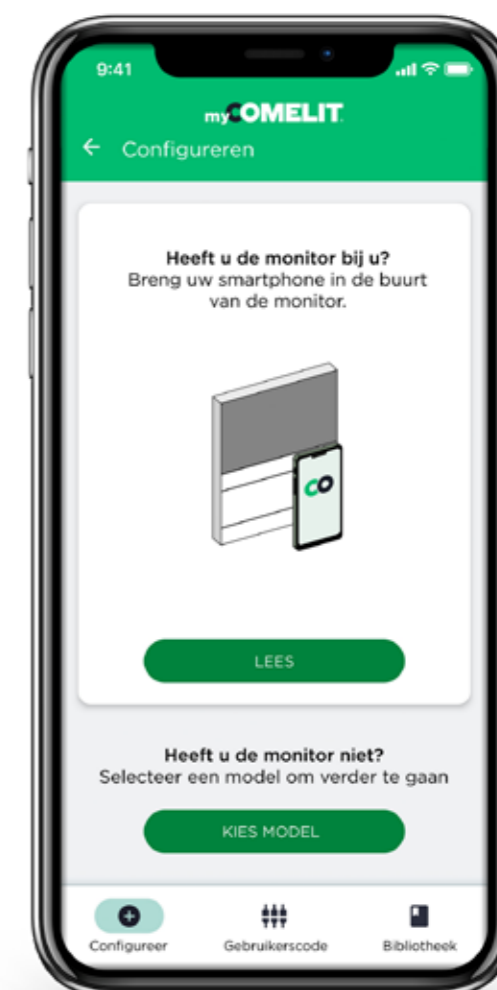 9:41
myCOMELIT
Configureren
Heeft u de monitor bij u?
Breng uw smartphone in de buurt
van de monitor.
CO
LEES
Heeft u de monitor niet?
Selecteer een model om verder te gaan
KIES MODEL
Configureer Gebruikerscode Bibliotheek